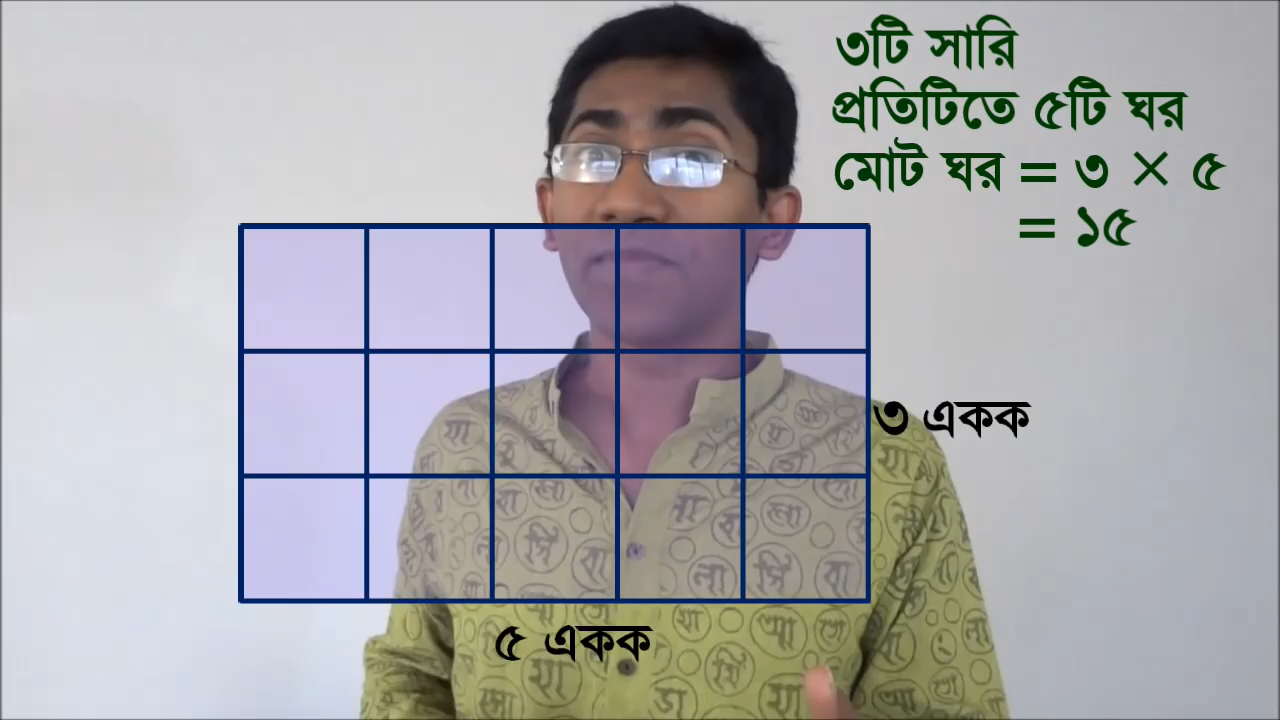 ৩টি সারি
প্রতিটিতে ৫টি ঘর
মোট ঘর = ৩ × ৫
= ১৫
৩ একক
৫ একক